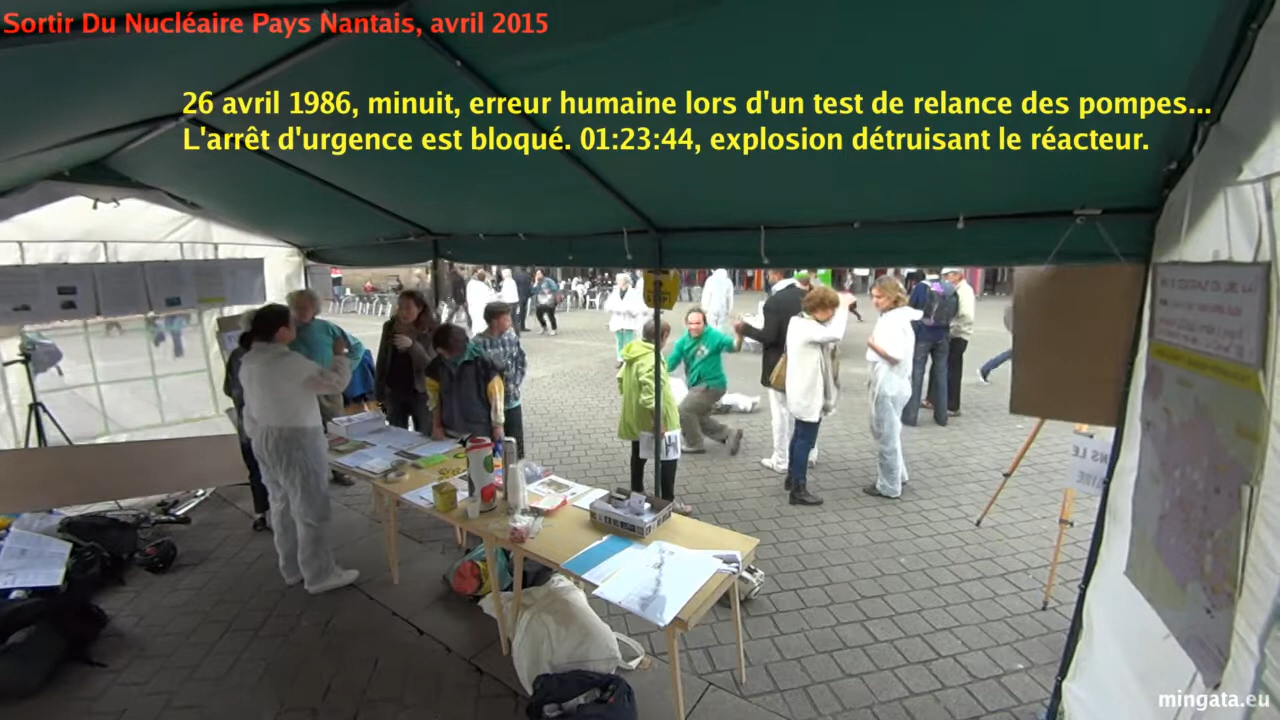 Sortir Du Nucléaire Pays Nantais, avril 2015
26 avril 1986, minuit, erreur humaine lors d'un test de relance des pompes...
L'arrêt d'urgence est bloqué. 01:23:44, explosion détruisant le réacteur.
mingata.eu